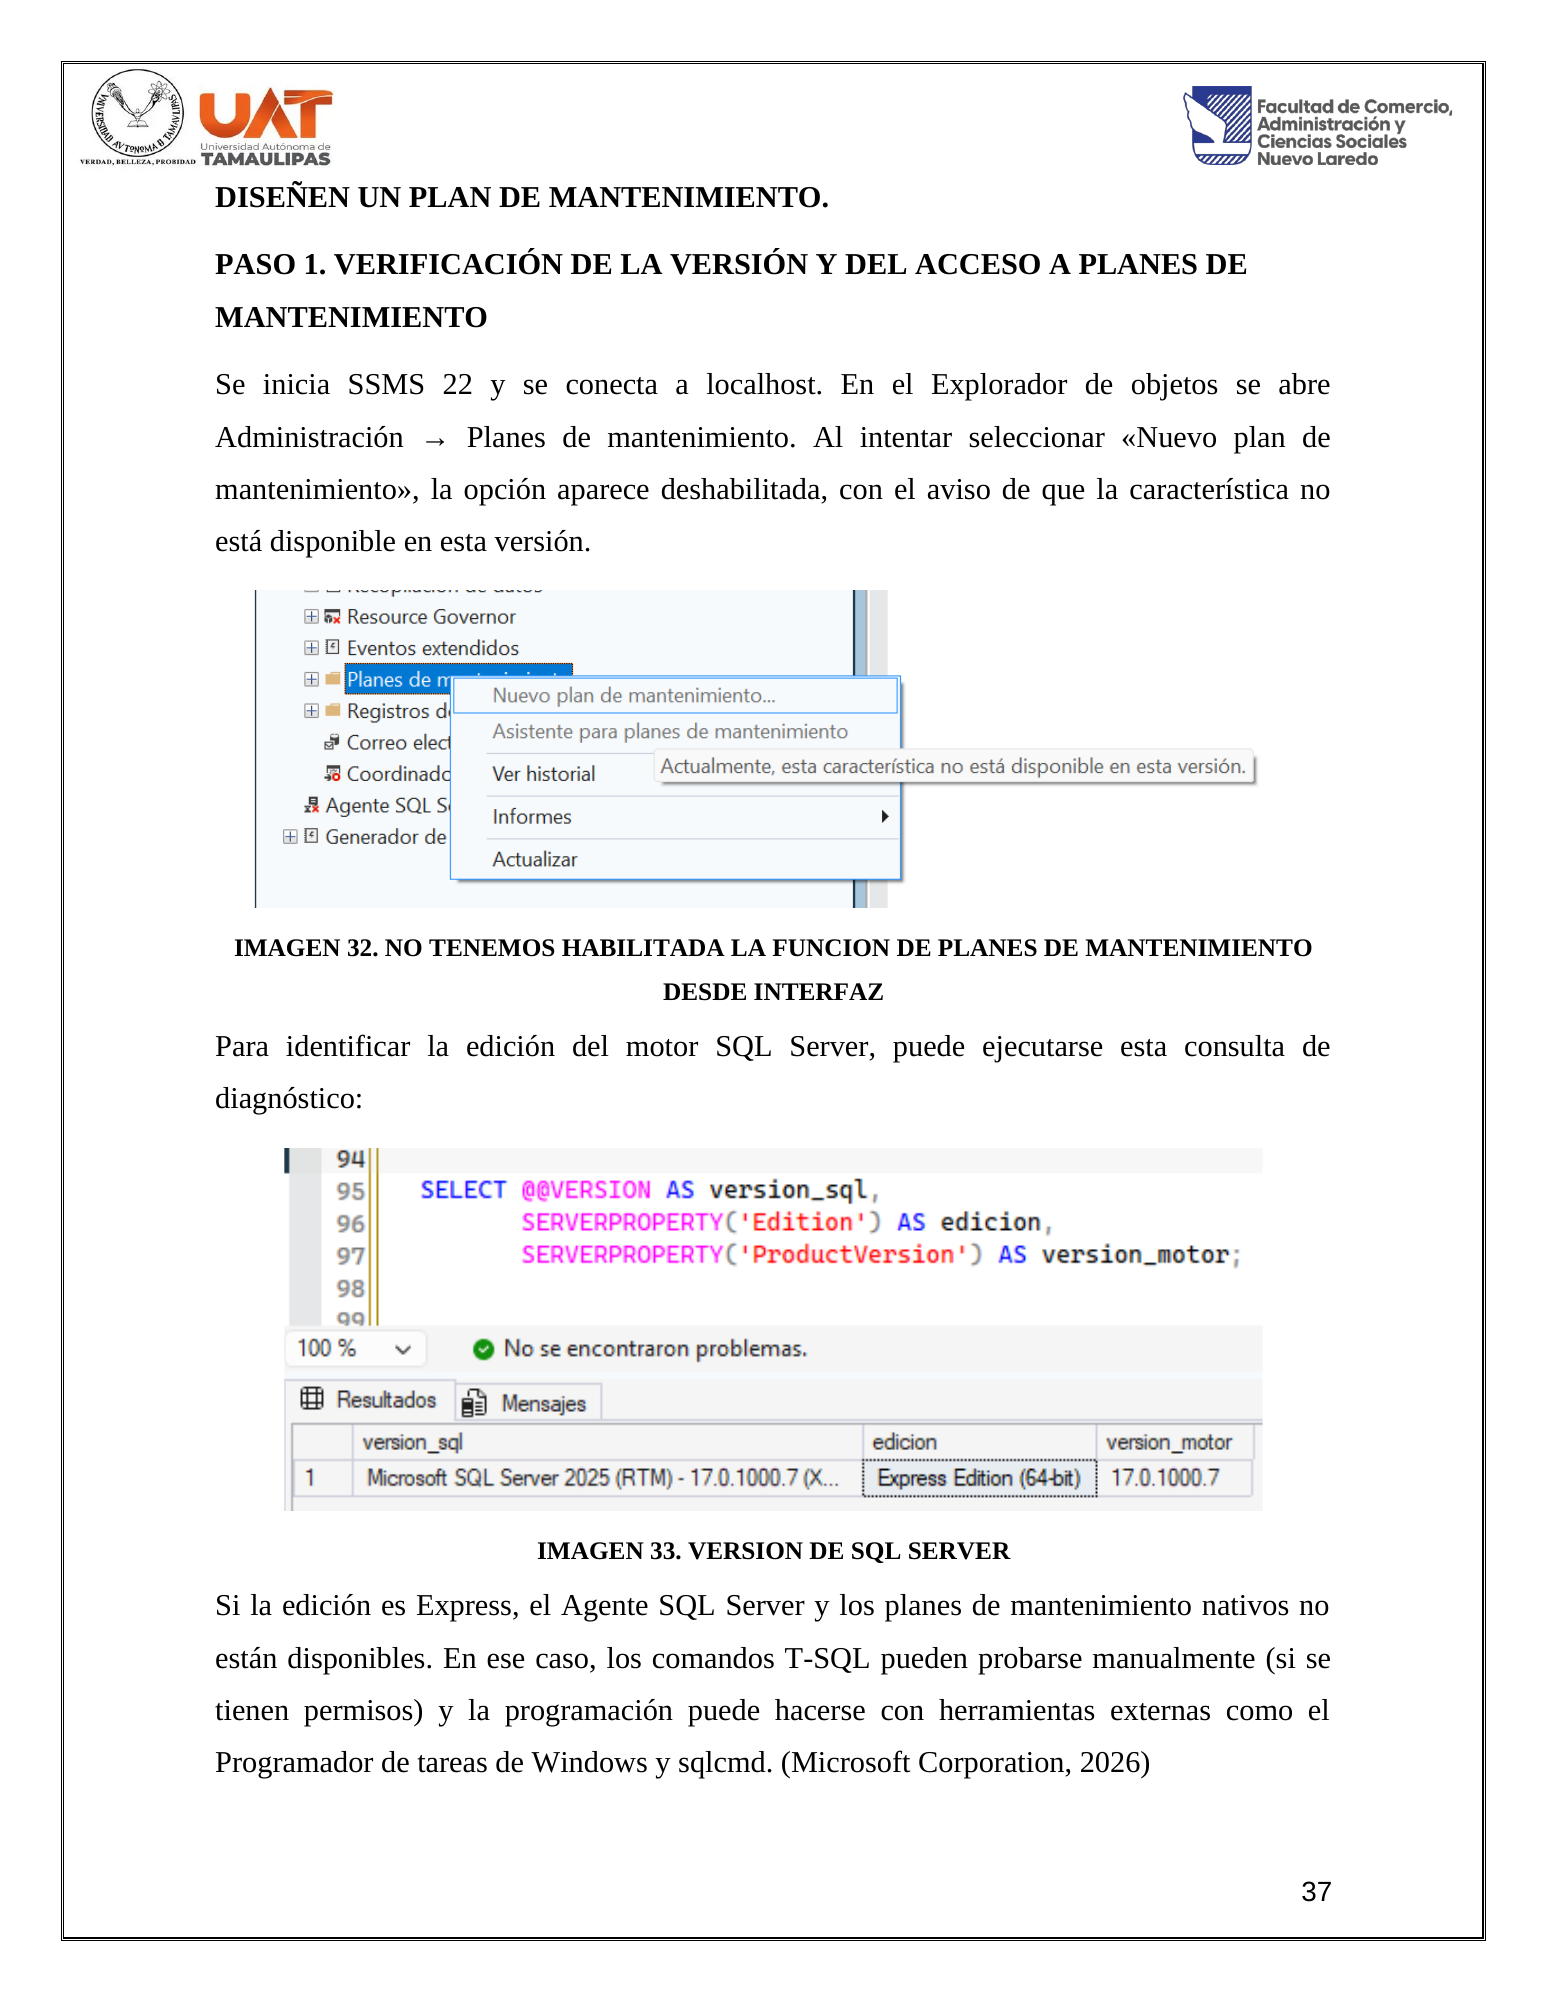 UNIVERSIDAD AUTONOMA DE TAMAULIPAS
VERDAD, BELLEZA, PROBIDAD
UAT
Universidad Autónoma de
TAMAULIPAS
Facultad de Comercio,
Administración y
Ciencias Sociales
Nuevo Laredo
DISEÑEN UN PLAN DE MANTENIMIENTO.
PASO 1. VERIFICACIÓN DE LA VERSIÓN Y DEL ACCESO A PLANES DE
MANTENIMIENTO
Se inicia SSMS 22 y se conecta a localhost. En el Explorador de objetos se abre
Administración → Planes de mantenimiento. Al intentar seleccionar «Nuevo plan de
mantenimiento», la opción aparece deshabilitada, con el aviso de que la característica no
está disponible en esta versión.
Resource Governor
Eventos extendidos
Planes de m
Nuevo plan de mantenimiento...
Registros de
Asistente para planes de mantenimiento
Correo elect
Actualmente, esta característica no está disponible en esta versión.
Coordinado
Ver historial
Agente SQL S
Informes
Generador de
Actualizar
IMAGEN 32. NO TENEMOS HABILITADA LA FUNCION DE PLANES DE MANTENIMIENTO
DESDE INTERFAZ
Para identificar la edición del motor SQL Server, puede ejecutarse esta consulta de
diagnóstico:
94
95 SELECT @@VERSION AS version_sql,
96 SERVERPROPERTY('Edition') AS edicion,
97 SERVERPROPERTY('ProductVersion') AS version_motor;
98
99
100 % No se encontraron problemas.
Resultados Mensajes
version_sql edicion version_motor
1 Microsoft SQL Server 2025 (RTM) - 17.0.1000.7 (X... Express Edition (64-bit) 17.0.1000.7
IMAGEN 33. VERSION DE SQL SERVER
Si la edición es Express, el Agente SQL Server y los planes de mantenimiento nativos no
están disponibles. En ese caso, los comandos T-SQL pueden probarse manualmente (si se
tienen permisos) y la programación puede hacerse con herramientas externas como el
Programador de tareas de Windows y sqlcmd. (Microsoft Corporation, 2026)
37